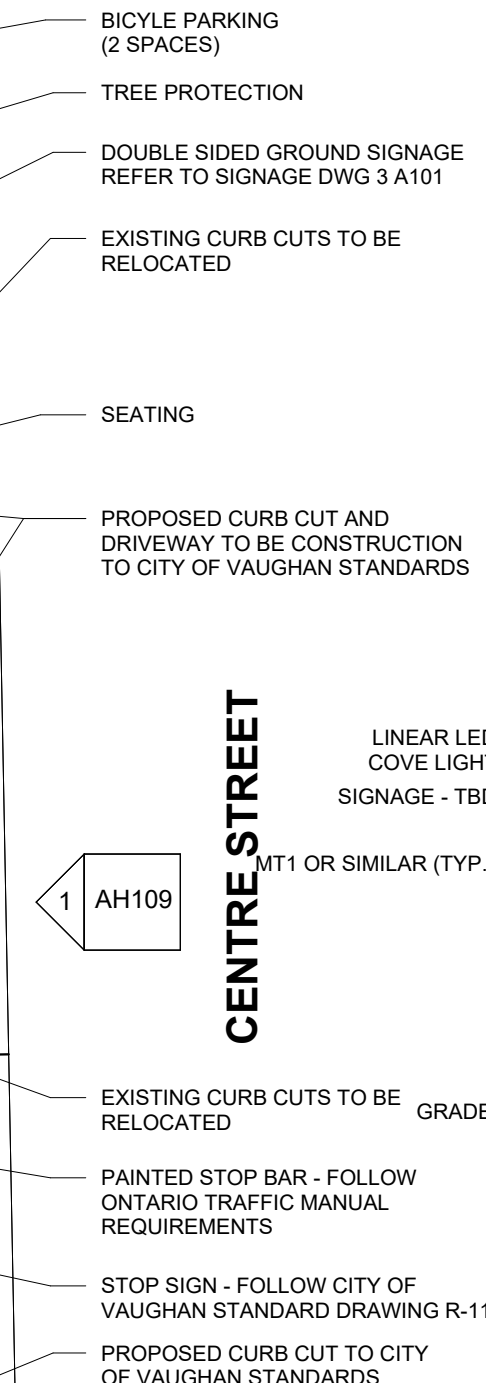 BICYLE PARKING
(2 SPACES)
TREE PROTECTION
DOUBLE SIDED GROUND SIGNAGE
REFER TO SIGNAGE DWG 3 A101
EXISTING CURB CUTS TO BE
RELOCATED
SEATING
PROPOSED CURB CUT AND
DRIVEWAY TO BE CONSTRUCTION
TO CITY OF VAUGHAN STANDARDS
CENTRE STREET
LINEAR LED
COVE LIGHT
SIGNAGE - TBD
MT1 OR SIMILAR (TYP.
1 AH109
EXISTING CURB CUTS TO BE
RELOCATED
GRADE
PAINTED STOP BAR - FOLLOW
ONTARIO TRAFFIC MANUAL
REQUIREMENTS
STOP SIGN - FOLLOW CITY OF
VAUGHAN STANDARD DRAWING R-11
PROPOSED CURB CUT TO CITY
OF VAUGHAN STANDARDS